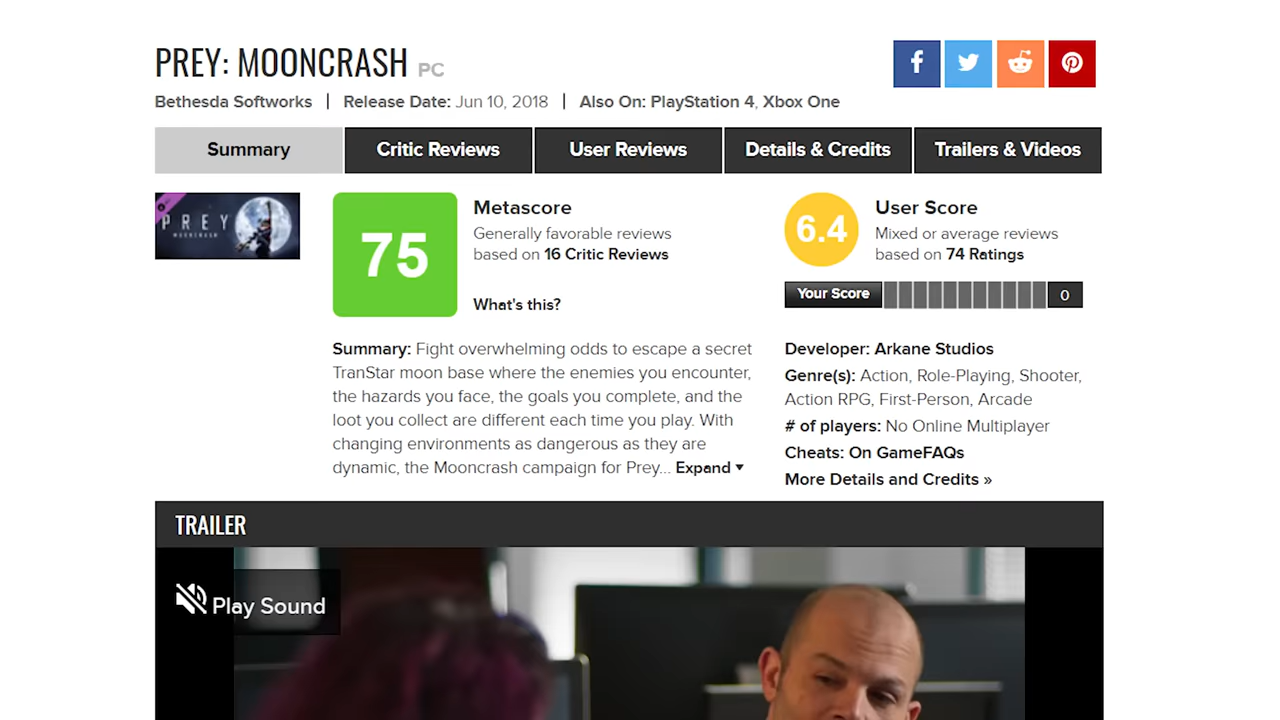 PREY: MOONCRASH PC
Bethesda Softworks | Release Date: Jun 10, 2018 | Also On: PlayStation 4, Xbox One
Summary Critic Reviews User Reviews Details & Credits Trailers & Videos
PREY
MOONCRASH
75
Metascore
Generally favorable reviews
based on 16 Critic Reviews
What's this?
6.4
User Score
Mixed or average reviews
based on 74 Ratings
Your Score 0
Summary: Fight overwhelming odds to escape a secret
TranStar moon base where the enemies you encounter,
the hazards you face, the goals you complete, and the
loot you collect are different each time you play. With
changing environments as dangerous as they are
dynamic, the Mooncrash campaign for Prey... Expand
Developer: Arkane Studios
Genre(s): Action, Role-Playing, Shooter,
Action RPG, First-Person, Arcade
# of players: No Online Multiplayer
Cheats: On GameFAQs
More Details and Credits »
TRAILER
Play Sound